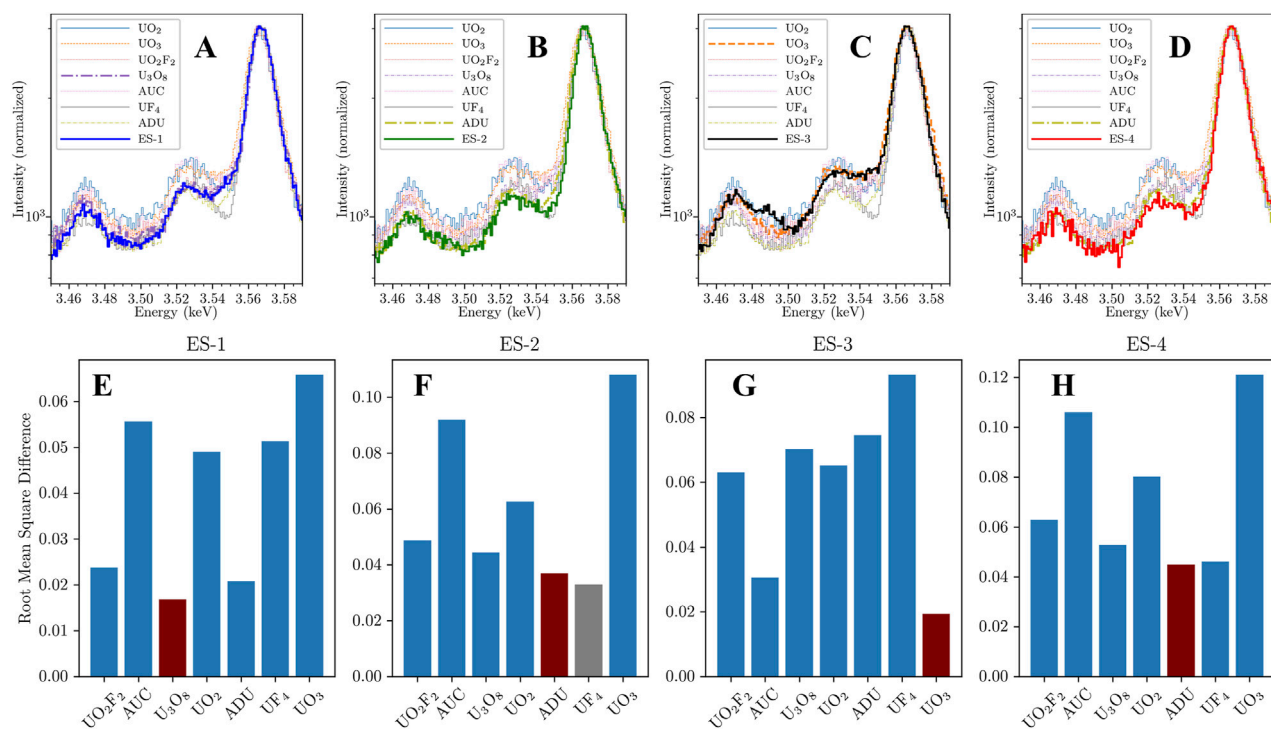 A
UO₂
UO₃
UO₂F₂
U₃O₈
AUC
UF₄
ADU
ES-1
Intensity (normalized)
10³
3.46 3.48 3.50 3.52 3.54 3.56 3.58
Energy (keV)
B
UO₂
UO₃
UO₂F₂
U₃O₈
AUC
UF₄
ADU
ES-2
Intensity (normalized)
10³
3.46 3.48 3.50 3.52 3.54 3.56 3.58
Energy (keV)
C
UO₂
UO₃
UO₂F₂
U₃O₈
AUC
UF₄
ADU
ES-3
Intensity (normalized)
10³
3.46 3.48 3.50 3.52 3.54 3.56 3.58
Energy (keV)
D
UO₂
UO₃
UO₂F₂
U₃O₈
AUC
UF₄
ADU
ES-4
Intensity (normalized)
10³
3.46 3.48 3.50 3.52 3.54 3.56 3.58
Energy (keV)
ES-1
E
Root Mean Square Difference
0.06
0.05
0.04
0.03
0.02
0.01
0.00
UO₂F₂ AUC U₃O₈ UO₂ ADU UF₄ UO₃
ES-2
F
0.10
0.08
0.06
0.04
0.02
0.00
UO₂F₂ AUC U₃O₈ UO₂ ADU UF₄ UO₃
ES-3
G
0.08
0.06
0.04
0.02
0.00
UO₂F₂ AUC U₃O₈ UO₂ ADU UF₄ UO₃
ES-4
H
0.12
0.10
0.08
0.06
0.04
0.02
0.00
UO₂F₂ AUC U₃O₈ UO₂ ADU UF₄ UO₃